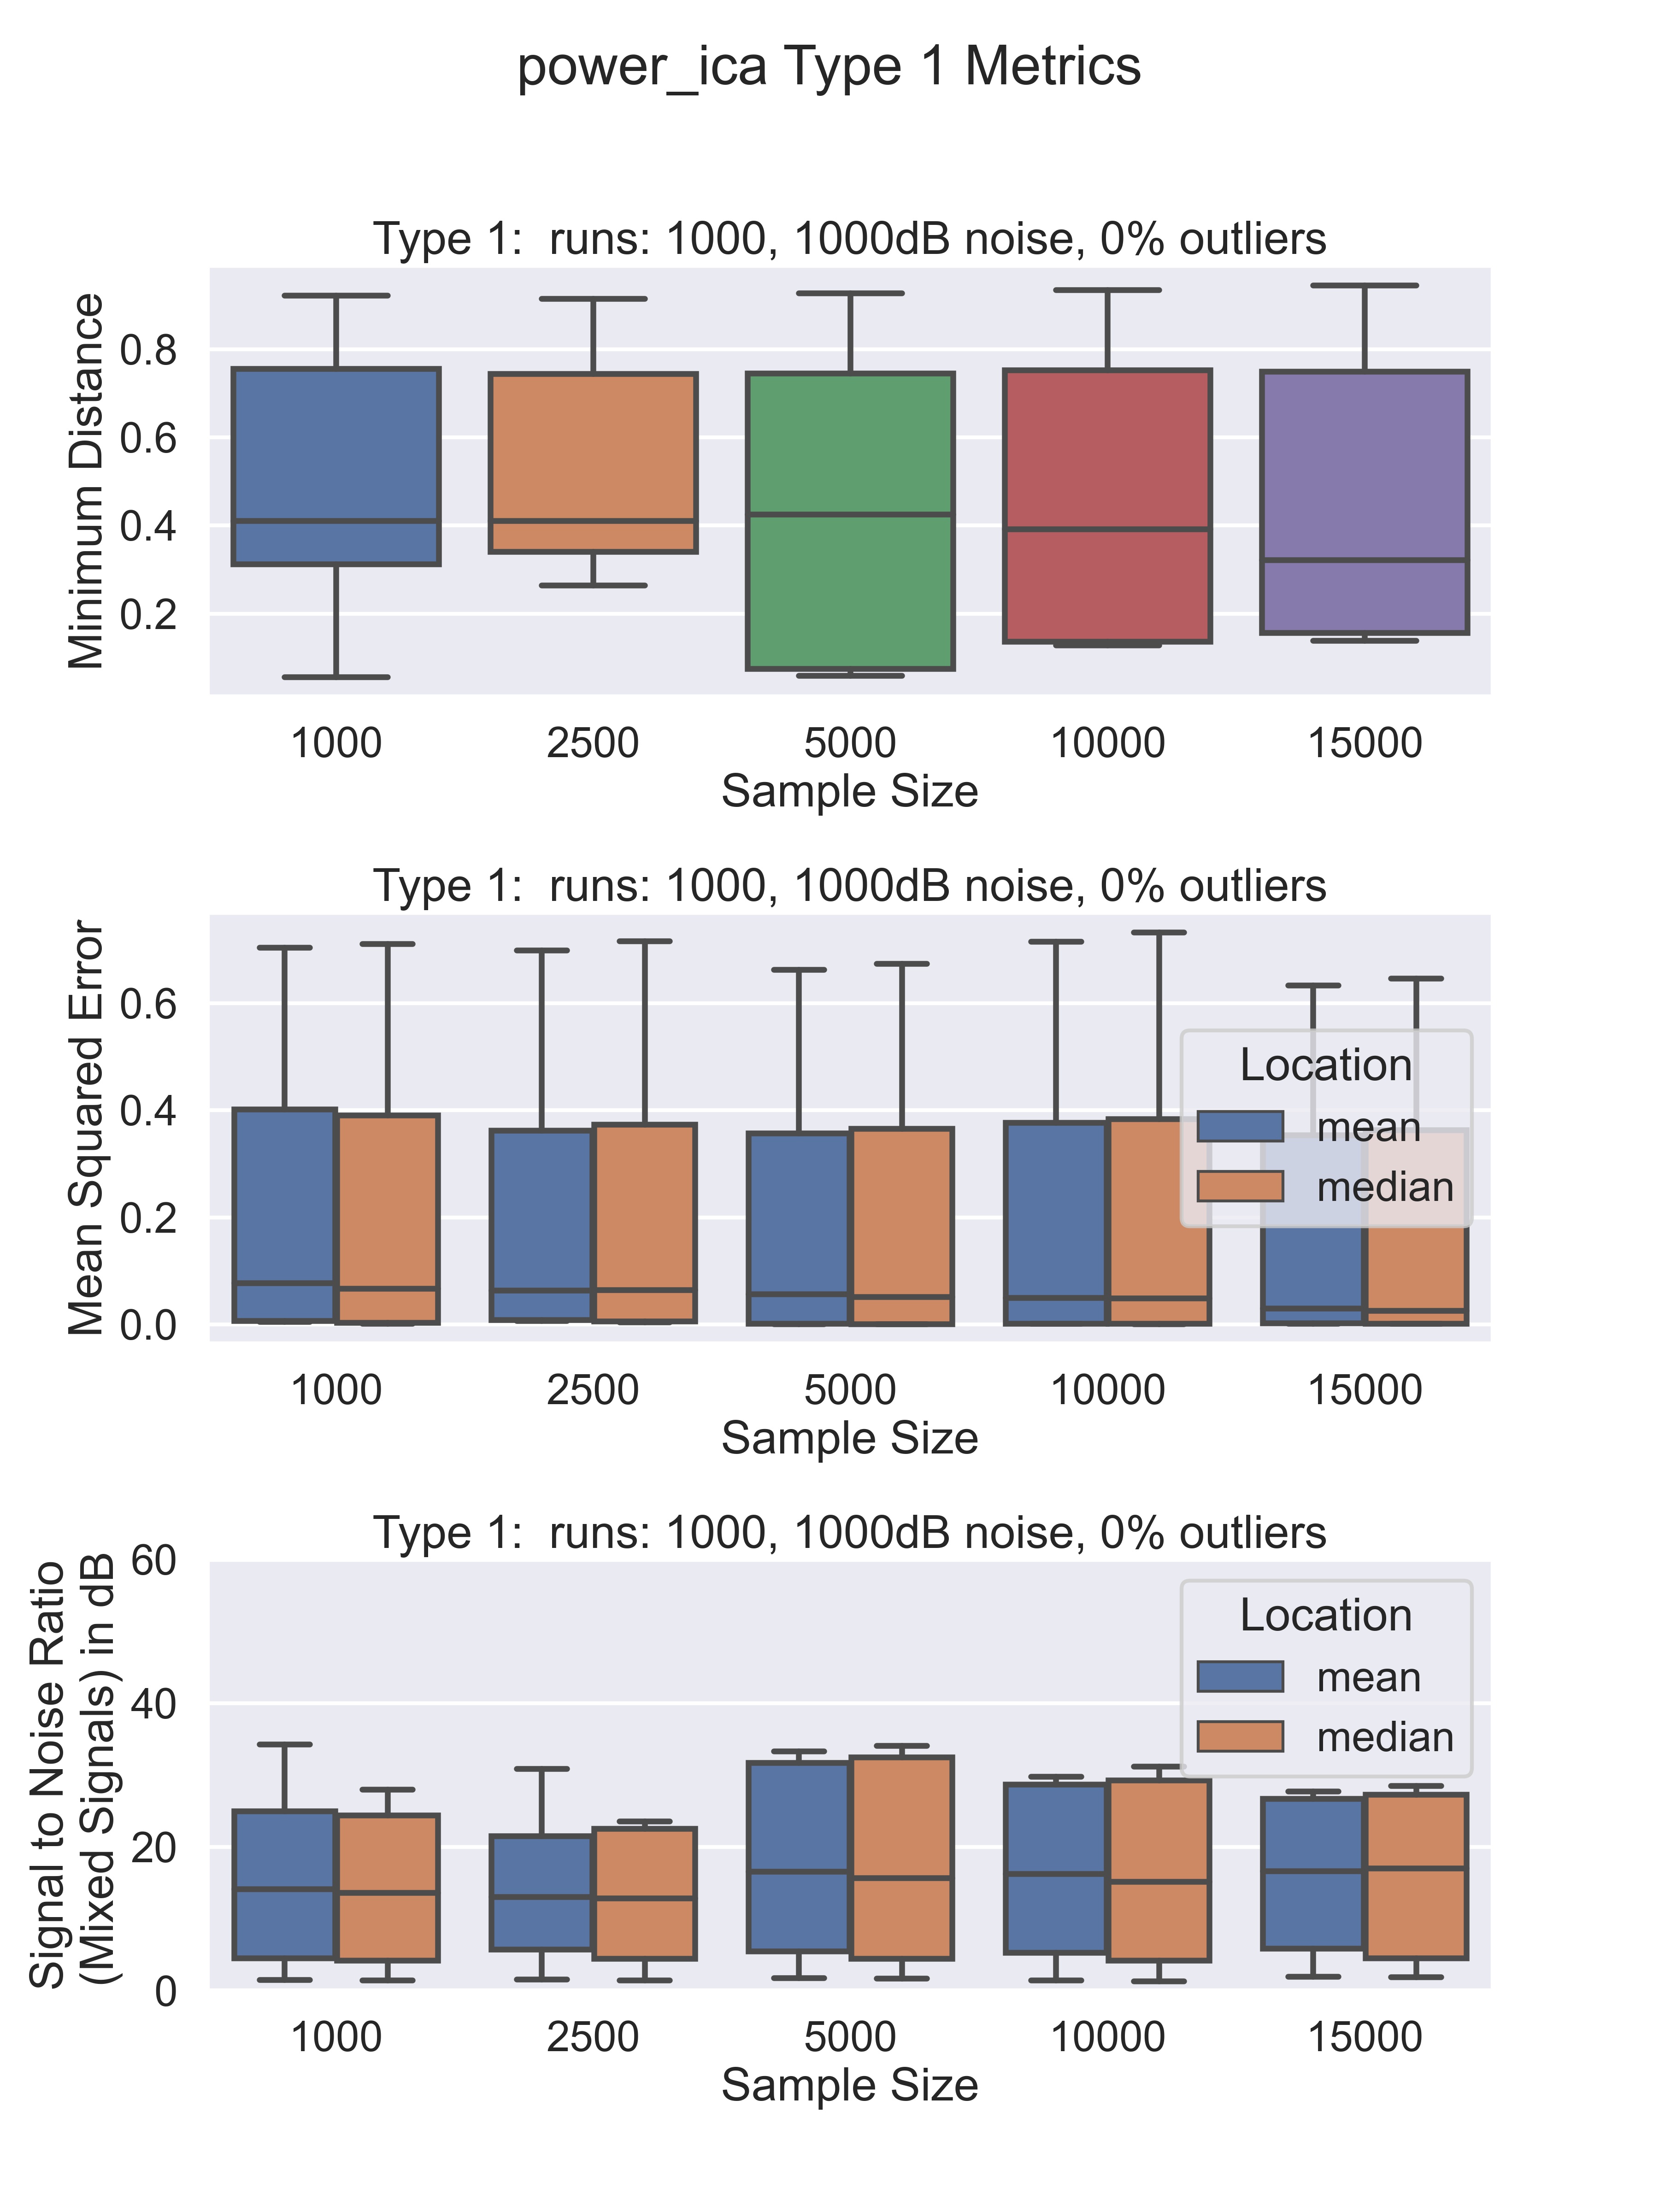 power_ica Type 1 Metrics
Type 1:  runs: 1000, 1000dB noise, 0% outliers
Minimum Distance
0.8
0.6
0.4
0.2
1000 2500 5000 10000 15000
Sample Size
Type 1:  runs: 1000, 1000dB noise, 0% outliers
Mean Squared Error
0.6
0.4
0.2
0.0
Location
mean
median
1000 2500 5000 10000 15000
Sample Size
Type 1:  runs: 1000, 1000dB noise, 0% outliers
Signal to Noise Ratio
(Mixed Signals) in dB
60
40
20
0
Location
mean
median
1000 2500 5000 10000 15000
Sample Size